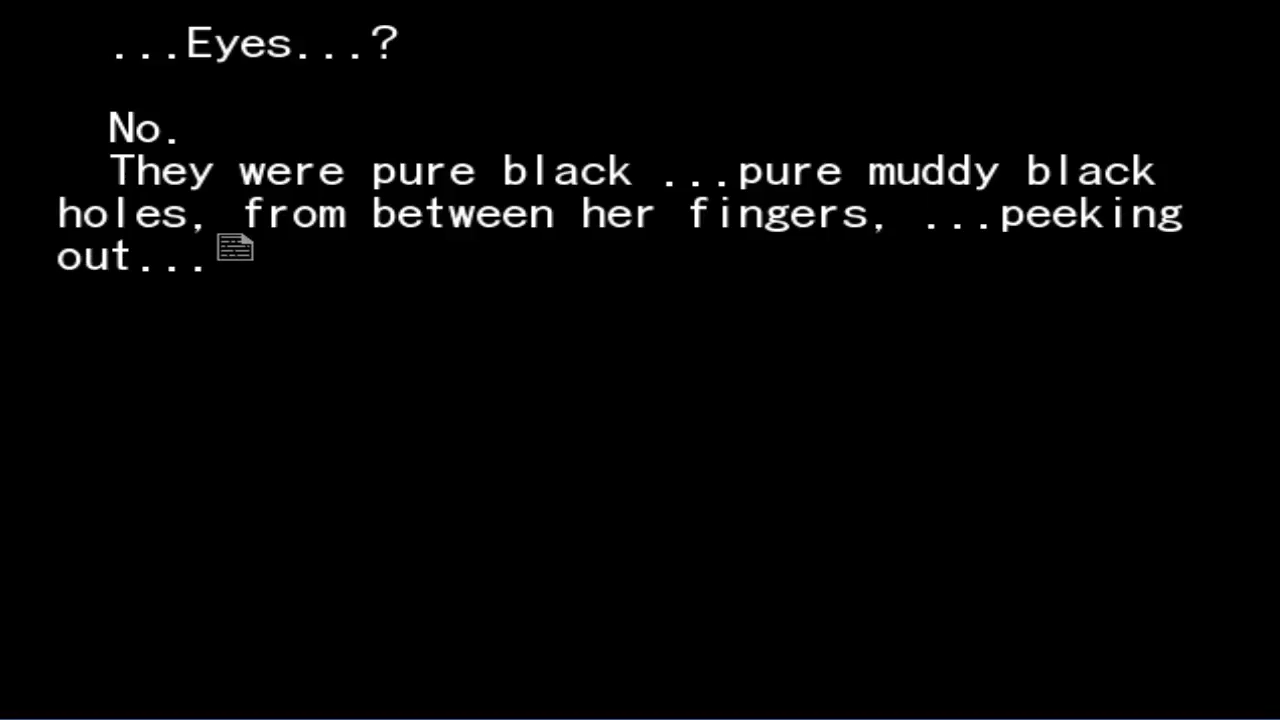 ...Eyes...?
No.
They were pure black ...pure muddy black
holes, from between her fingers, ...peeking
out...